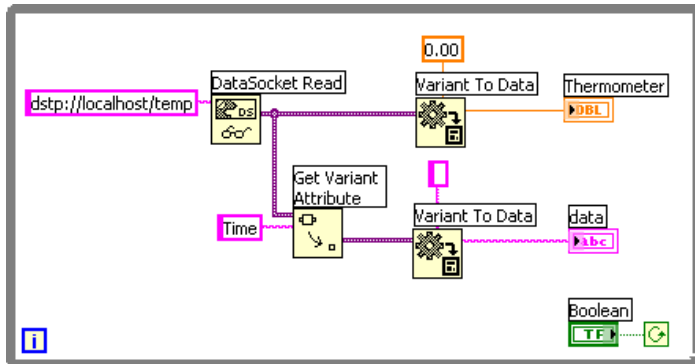 0.00
DataSocket Read
Variant To Data
Thermometer
dstp://localhost/temp
DS
DBL
Get Variant
Attribute
Variant To Data
data
Time
abc
Boolean
TF
i